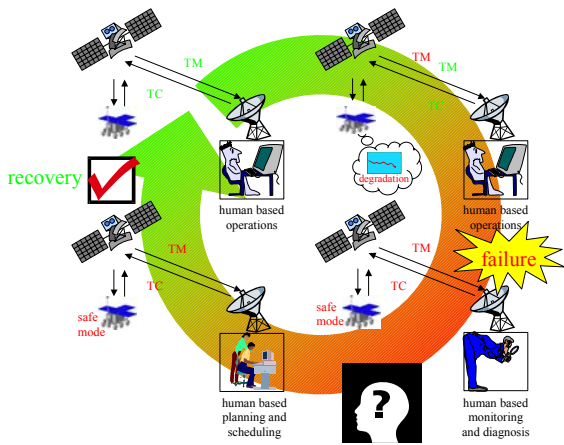 TM
TC
recovery
human based
operations
TM
TM
TC
degradation
human based
operations
failure
TM
TC
safe
mode
?
human based
monitoring
and diagnosis
TM
TC
safe
mode
human based
planning and
scheduling